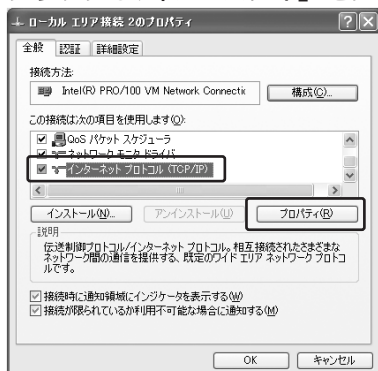 ローカル エリア接続 2のプロパティ
全般 認証 詳細設定
接続方法:
Intel(R) PRO/100 VM Network Connectic
構成(C)...
この接続は次の項目を使用します(O):
QoS パケット スケジューラ
ネットワーク モニタ ドライバ
インターネット プロトコル (TCP/IP)
インストール(N)... アンインストール(U) プロパティ(R)
説明
伝送制御プロトコル/インターネット プロトコル。相互接続されたさまざまな
ネットワーク間の通信を提供する、既定のワイド エリア ネットワーク プロトコ
ルです。
接続時に通知領域にインジケータを表示する(W)
接続が限られているか利用不可能な場合に通知する(M)
OK キャンセル